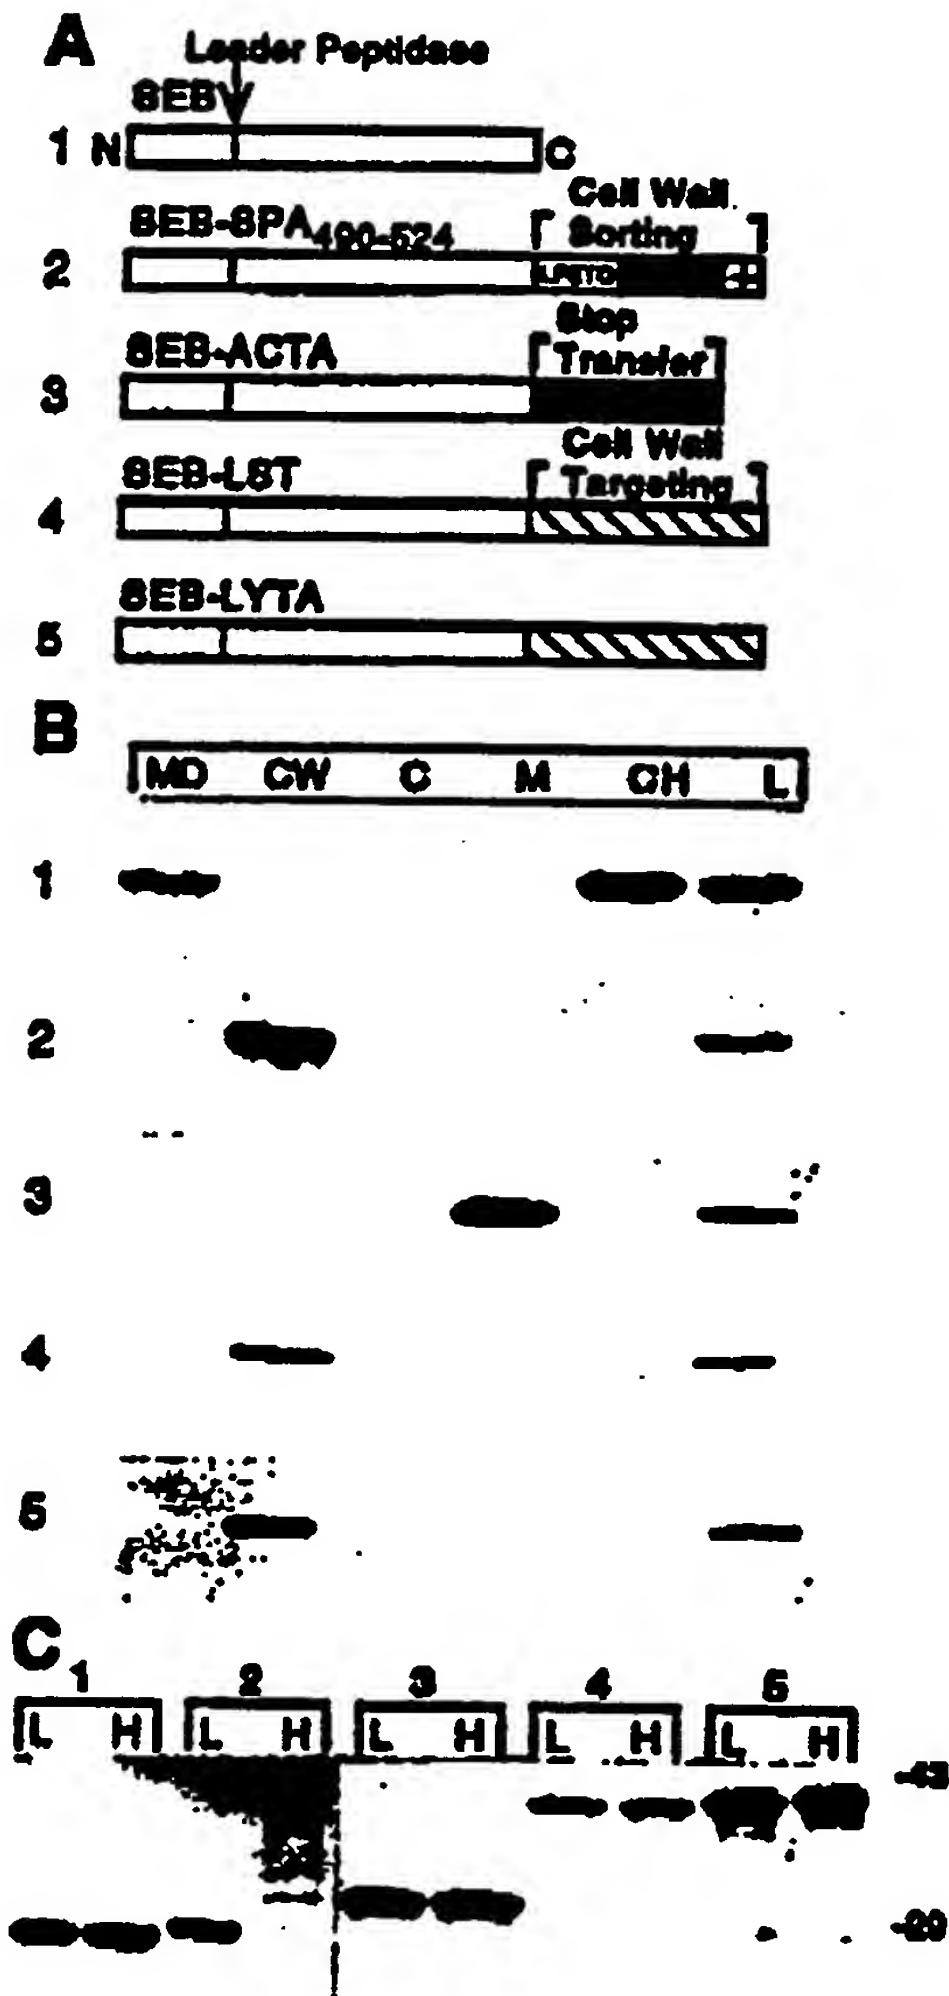 A
Leader Peptidase
SEB
1 N C
Cell Wall
SEB-SPA490-524 Sorting
2 LPXTG ++
Stop
SEB-ACTA Transfer
3
Cell Wall
SEB-LST Targeting
4
SEB-LYTA
5
B
MD CW C M CH L
1
2
3
4
5
C
1 2 3 4 5
L H L H L H L H L H
-43
-29